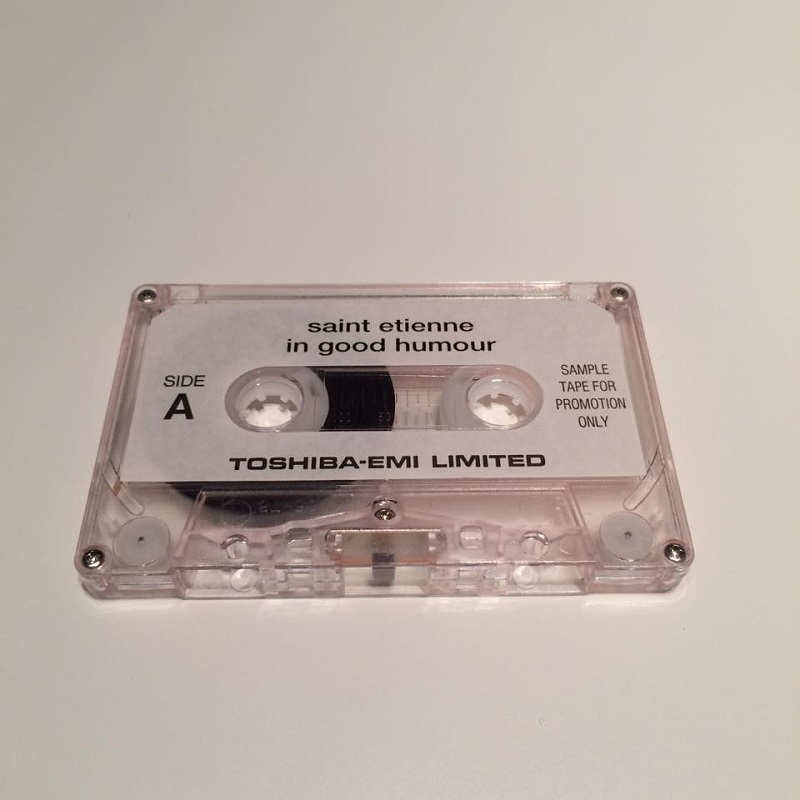 saint etienne
in good humour
SIDE
A
SAMPLE
TAPE FOR
PROMOTION
ONLY
TOSHIBA-EMI LIMITED